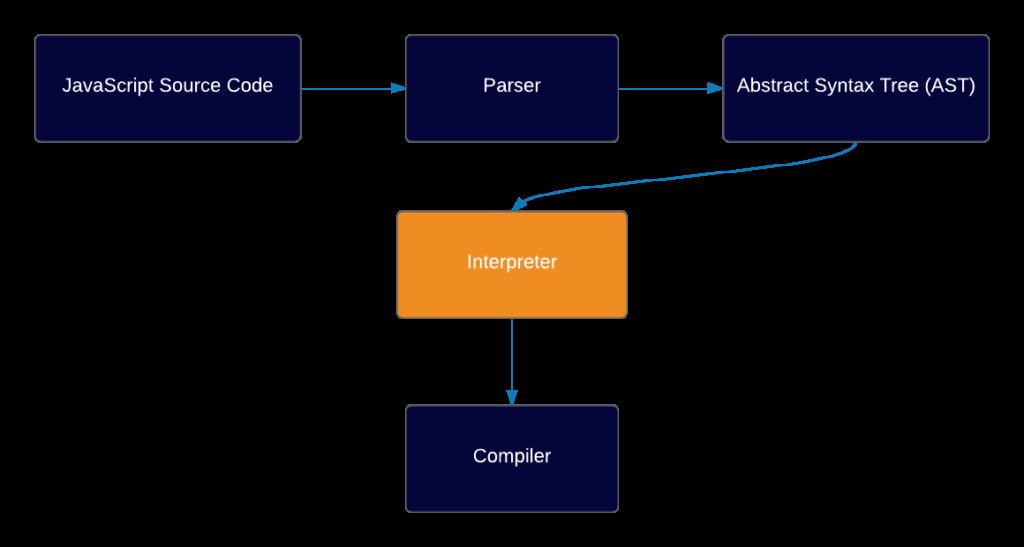 JavaScript Source Code
Parser
Abstract Syntax Tree (AST)
Interpreter
Compiler